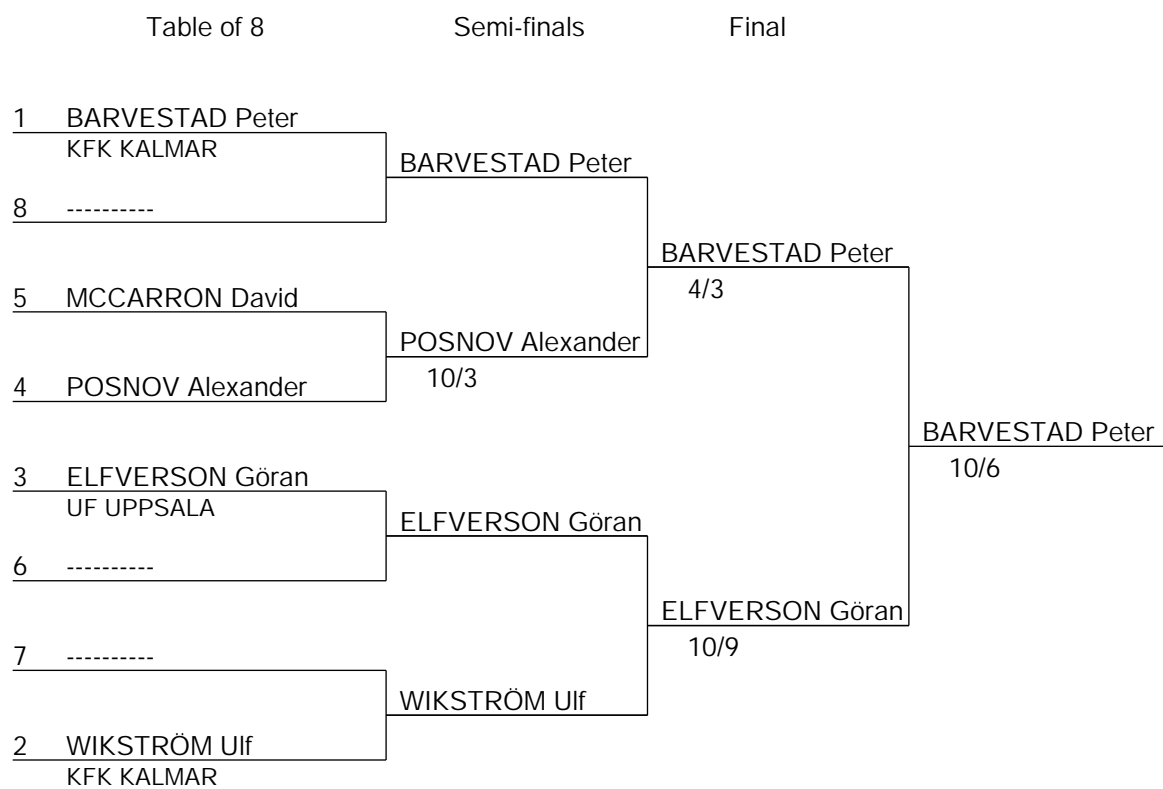 Table of 8 Semi-finals Final
1 BARVESTAD Peter
KFK KALMAR
BARVESTAD Peter
8 ----------
BARVESTAD Peter
4/3
5 MCCARRON David
POSNOV Alexander
10/3
4 POSNOV Alexander
BARVESTAD Peter
10/6
3 ELFVERSON Göran
UF UPPSALA
ELFVERSON Göran
6 ----------
ELFVERSON Göran
10/9
7 ----------
WIKSTRÖM Ulf
2 WIKSTRÖM Ulf
KFK KALMAR